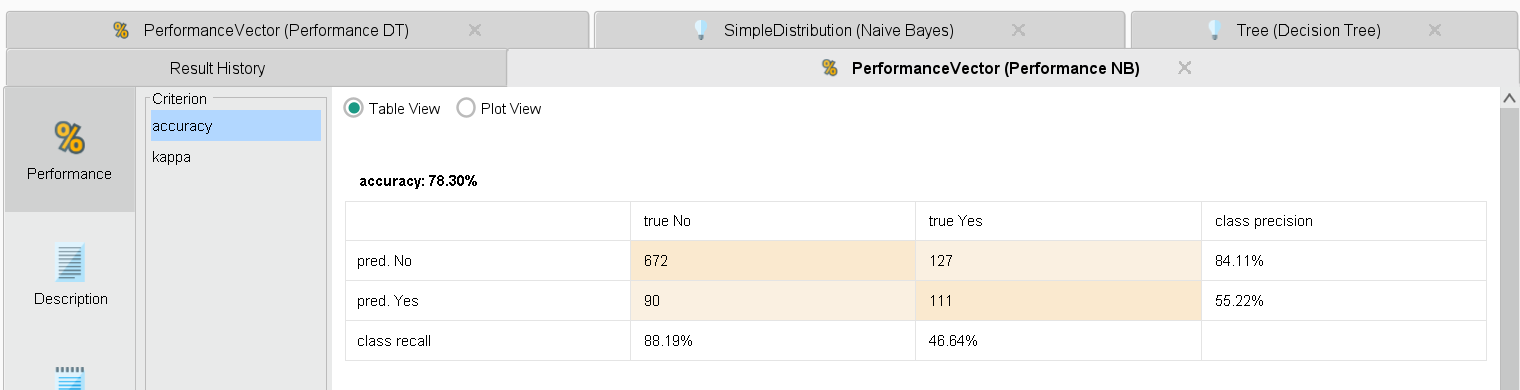 PerformanceVector (Performance DT) SimpleDistribution (Naive Bayes) Tree (Decision Tree)
Result History PerformanceVector (Performance NB)
Criterion
accuracy
kappa
Performance
Description
Table View Plot View
accuracy: 78.30%
true No true Yes class precision
pred. No 672 127 84.11%
pred. Yes 90 111 55.22%
class recall 88.19% 46.64%